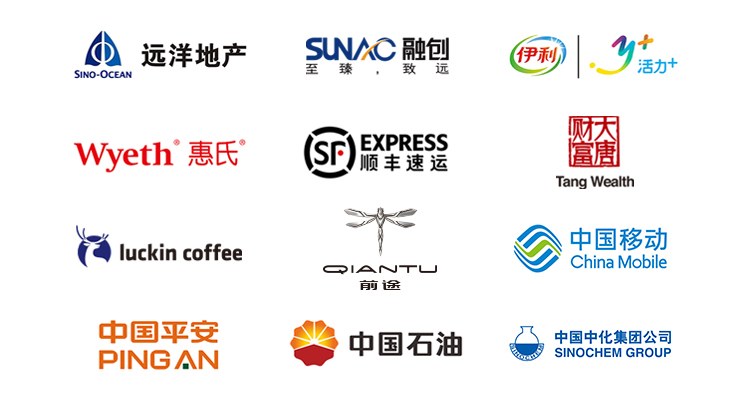 SINO-OCEAN
远洋地产
SUNAC 融创
至臻，致远
伊利
y+
活力+
Wyeth® 惠氏®
SF EXPRESS
顺丰速运
大唐财富
Tang Wealth
luckin coffee
QIANTU
前途
中国移动
China Mobile
中国平安
PING AN
中国石油
SINOCHEM
中国中化集团公司
SINOCHEM GROUP